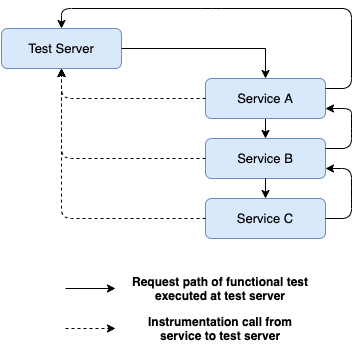 Test Server
Service A
Service B
Service C
Request path of functional test
executed at test server
Instrumentation call from
service to test server